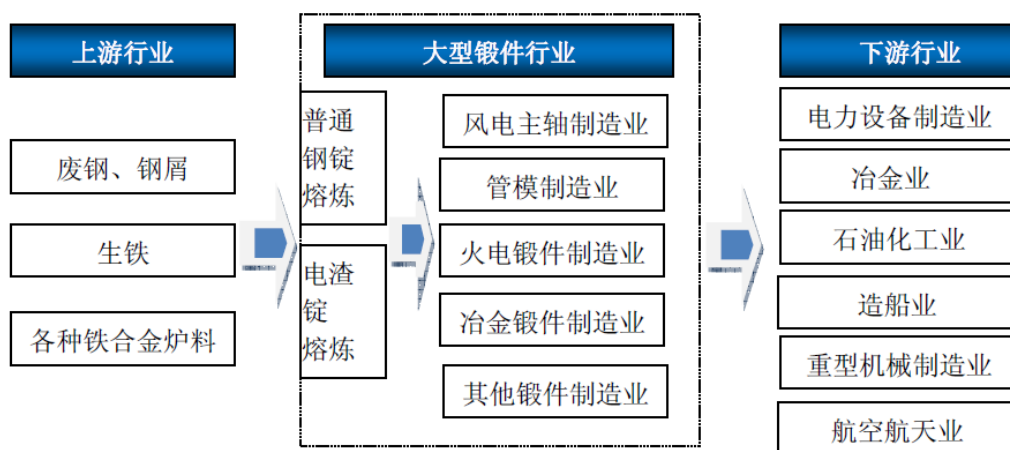 上游行业
废钢、钢屑
生铁
各种铁合金炉料
大型锻件行业
普通
钢锭
熔炼
电渣
锭
熔炼
风电主轴制造业
管模制造业
火电锻件制造业
冶金锻件制造业
其他锻件制造业
下游行业
电力设备制造业
冶金业
石油化工业
造船业
重型机械制造业
航空航天业